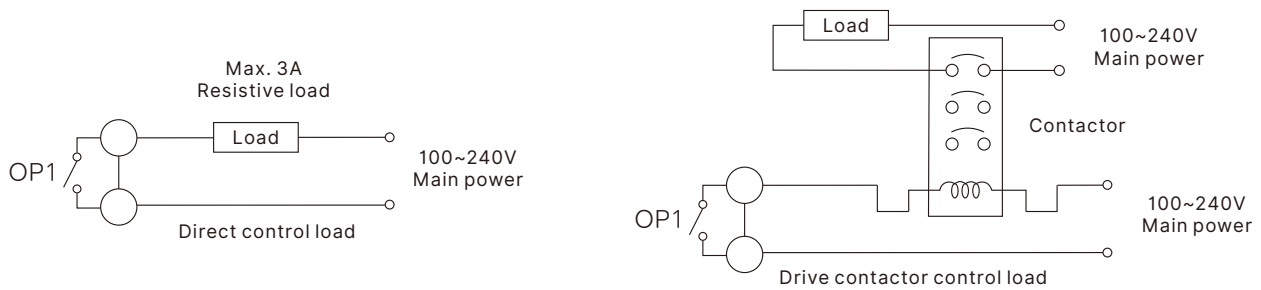 Max. 3A
Resistive load
Load
OP1
100~240V
Main power
Direct control load
Load
100~240V
Main power
Contactor
OP1
100~240V
Main power
Drive contactor control load